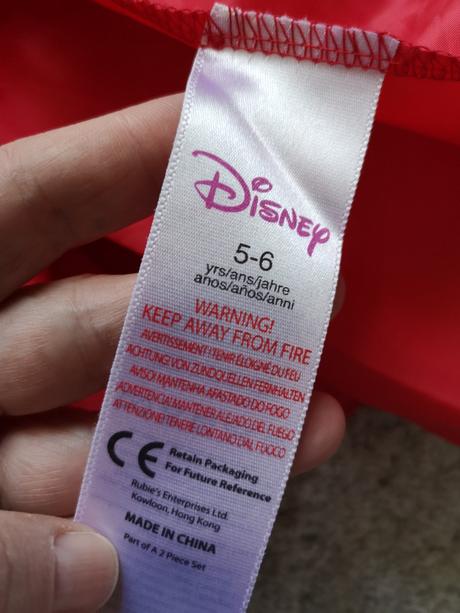 Disney
5-6
yrs/ans/jahre
años/años/anni
WARNING!
KEEP AWAY FROM FIRE
AVERTISSEMENT! TENIR ÉLOIGNÉ DU FEU
ACHTUNG! VON ZÜNDQUELLEN FERNHALTEN
AVISO! MANTENHA AFASTADO DO FOGO
ADVERTENCIA! MANTENER ALEJADO DEL FUEGO
ATTENZIONE! TENERE LONTANO DAL FUOCO
CE Retain Packaging
For Future Reference
Rubie's Enterprises Ltd.
Kowloon, Hong Kong
MADE IN CHINA
Part of A 2 Piece Set